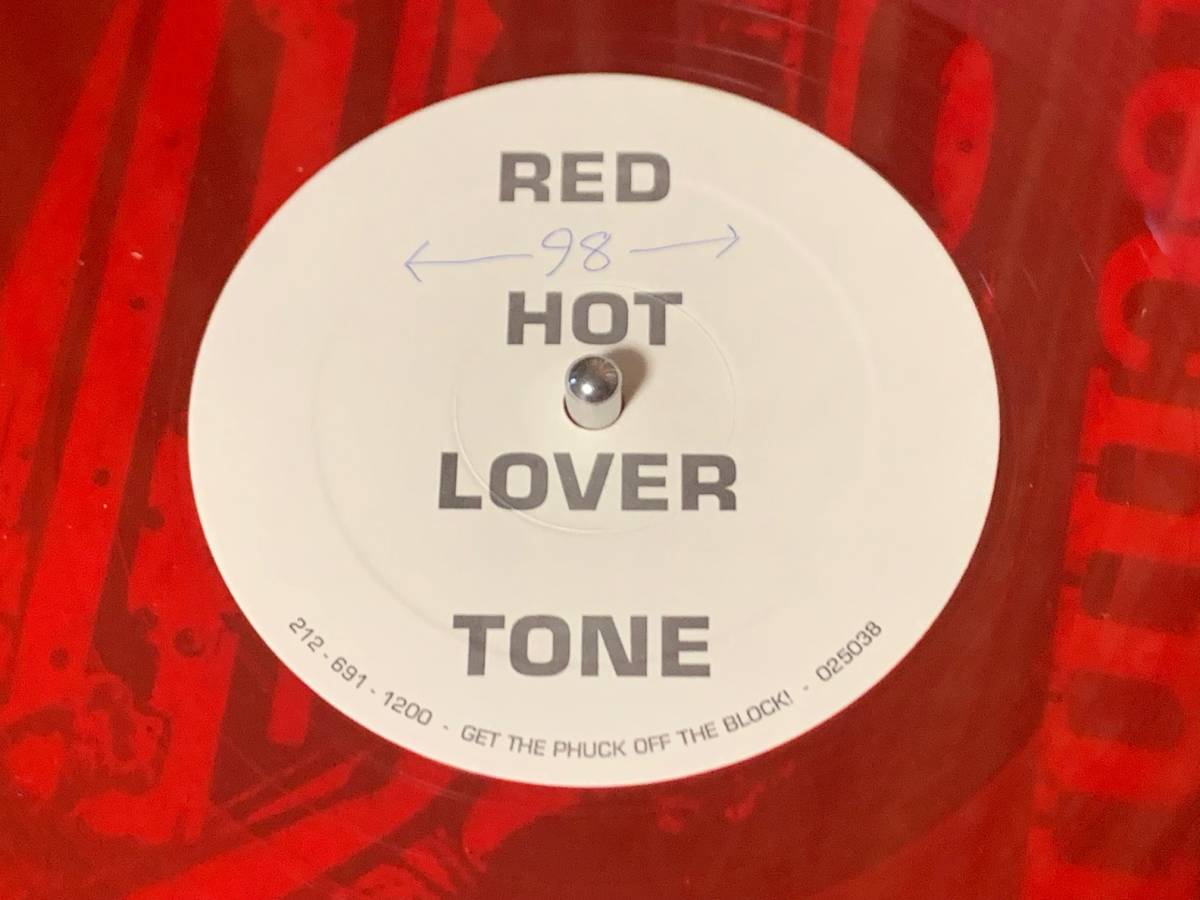 RED
98
HOT
LOVER
TONE
212 - 691 - 1200 - GET THE PHUCK OFF THE BLOCK! - 025038